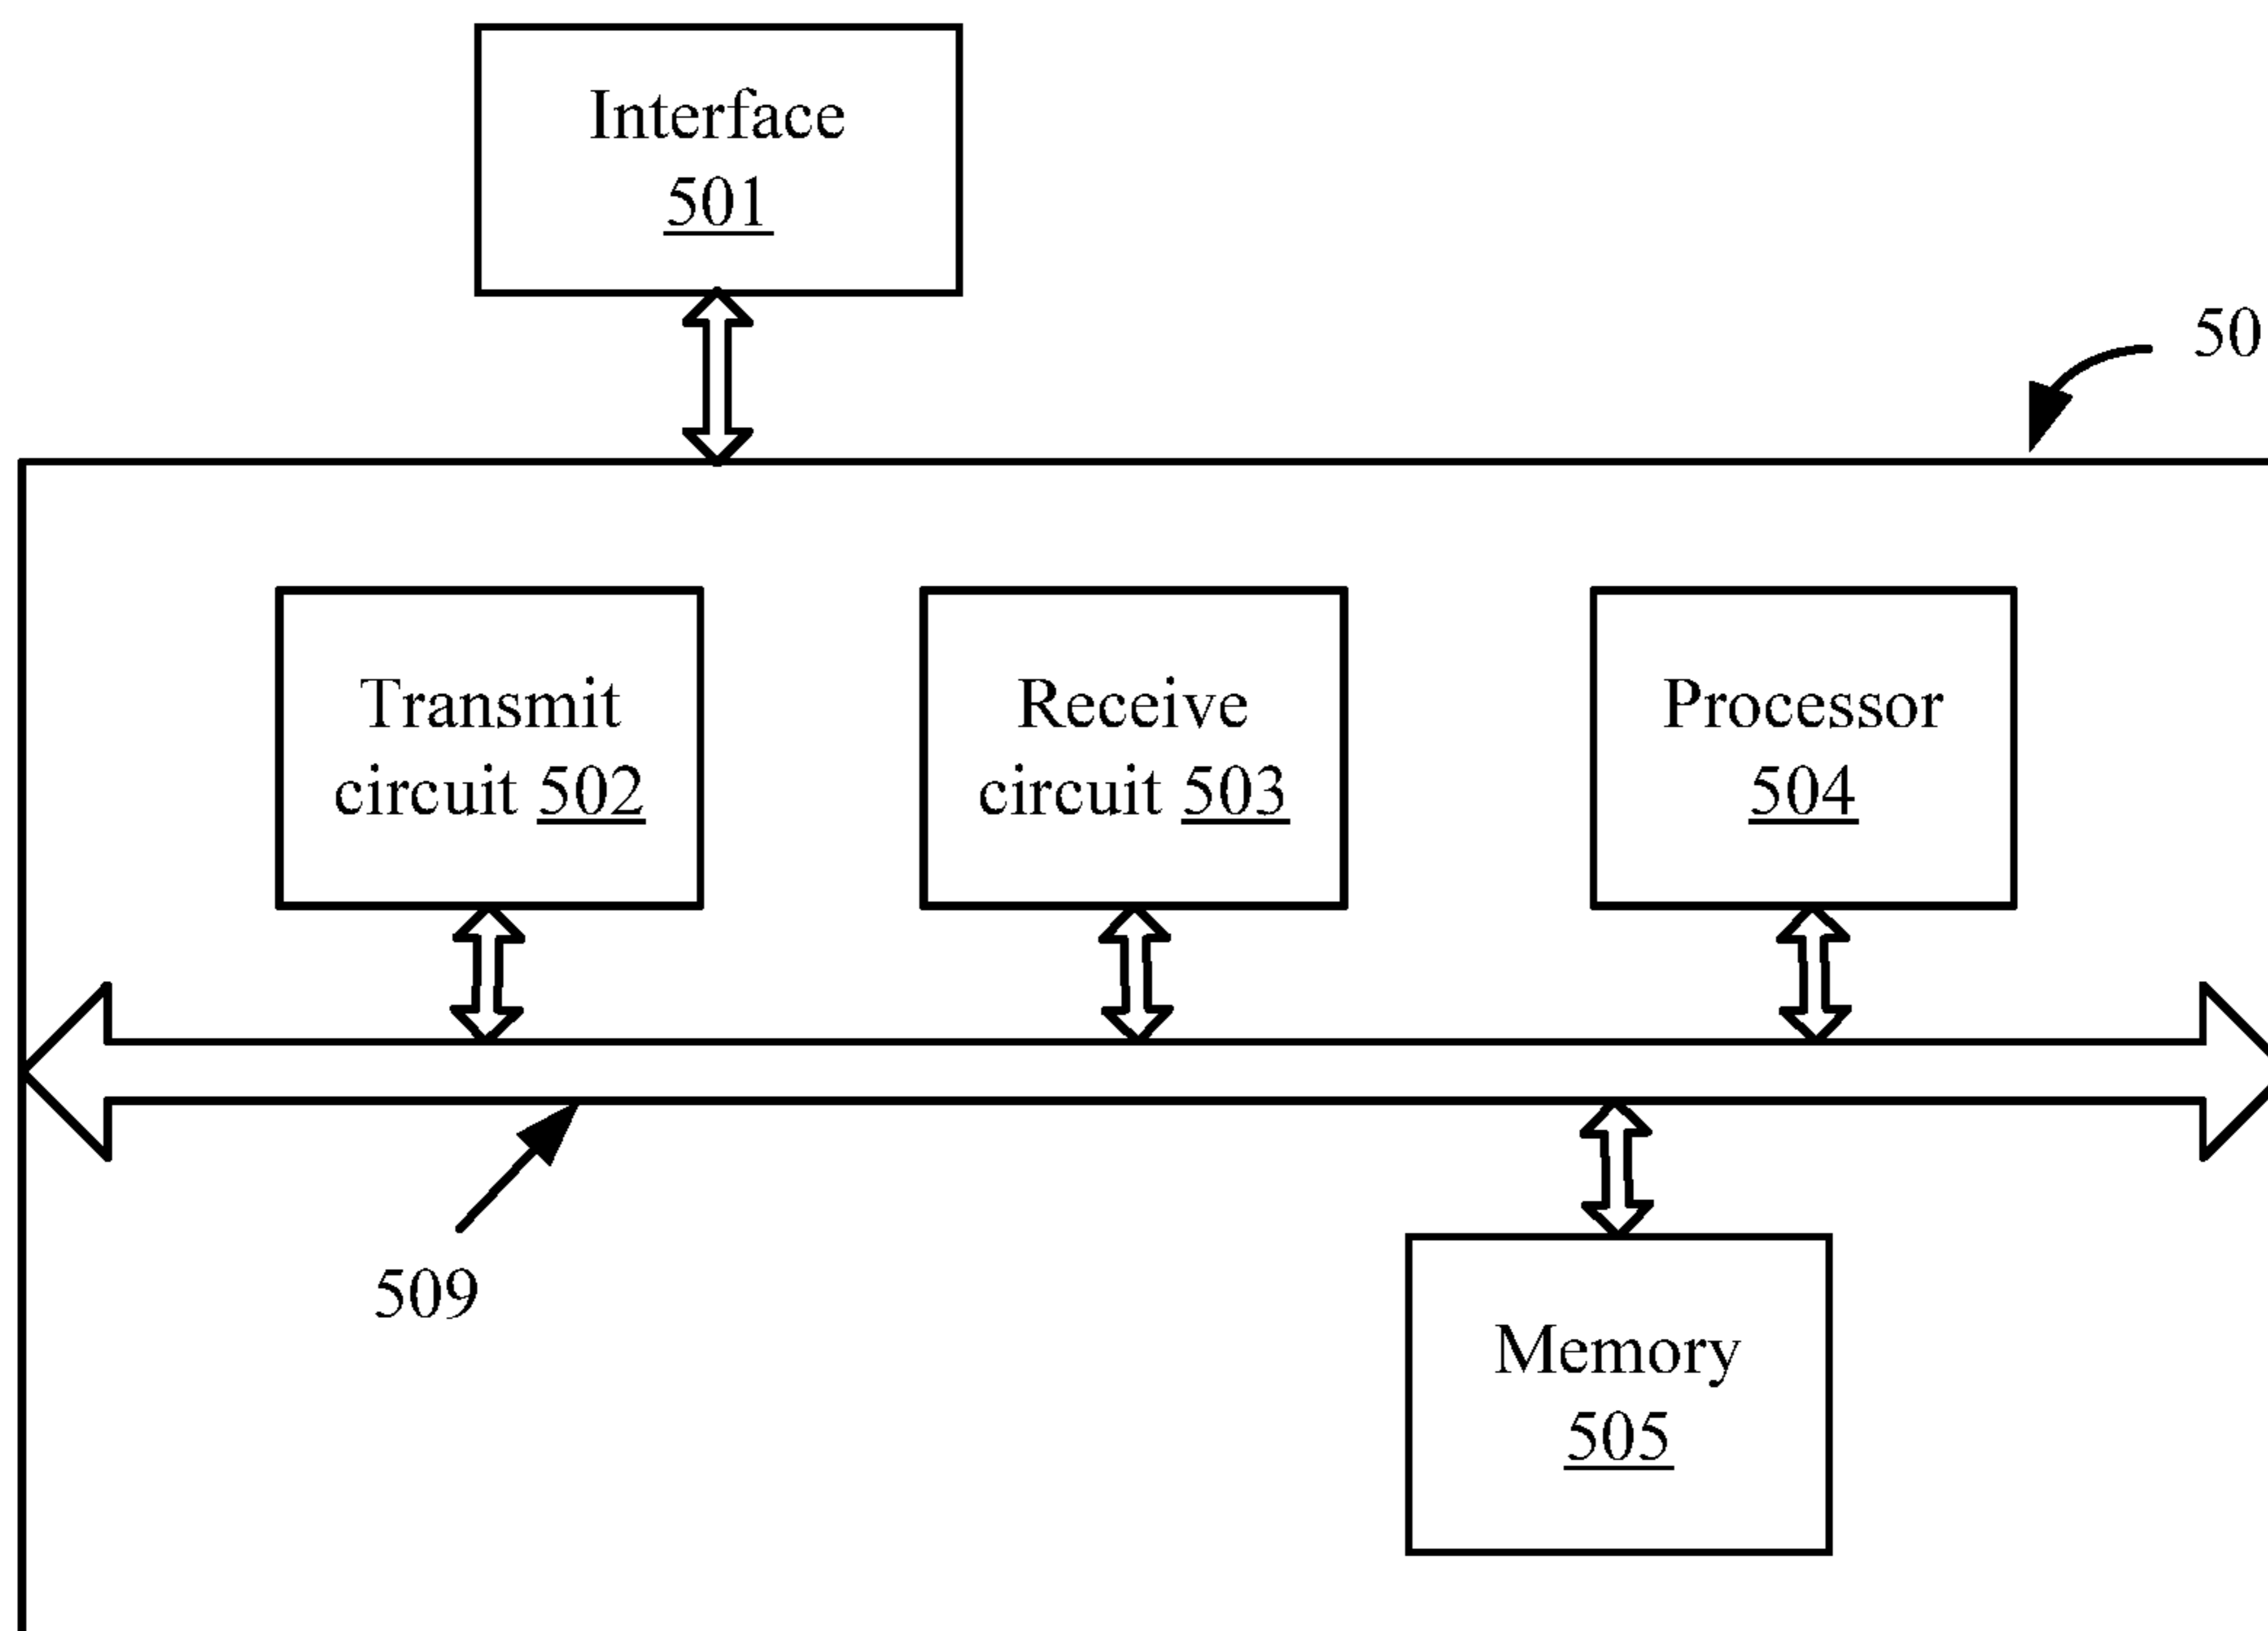 Interface
501
50
Transmit
circuit 502
Receive
circuit 503
Processor
504
509
Memory
505